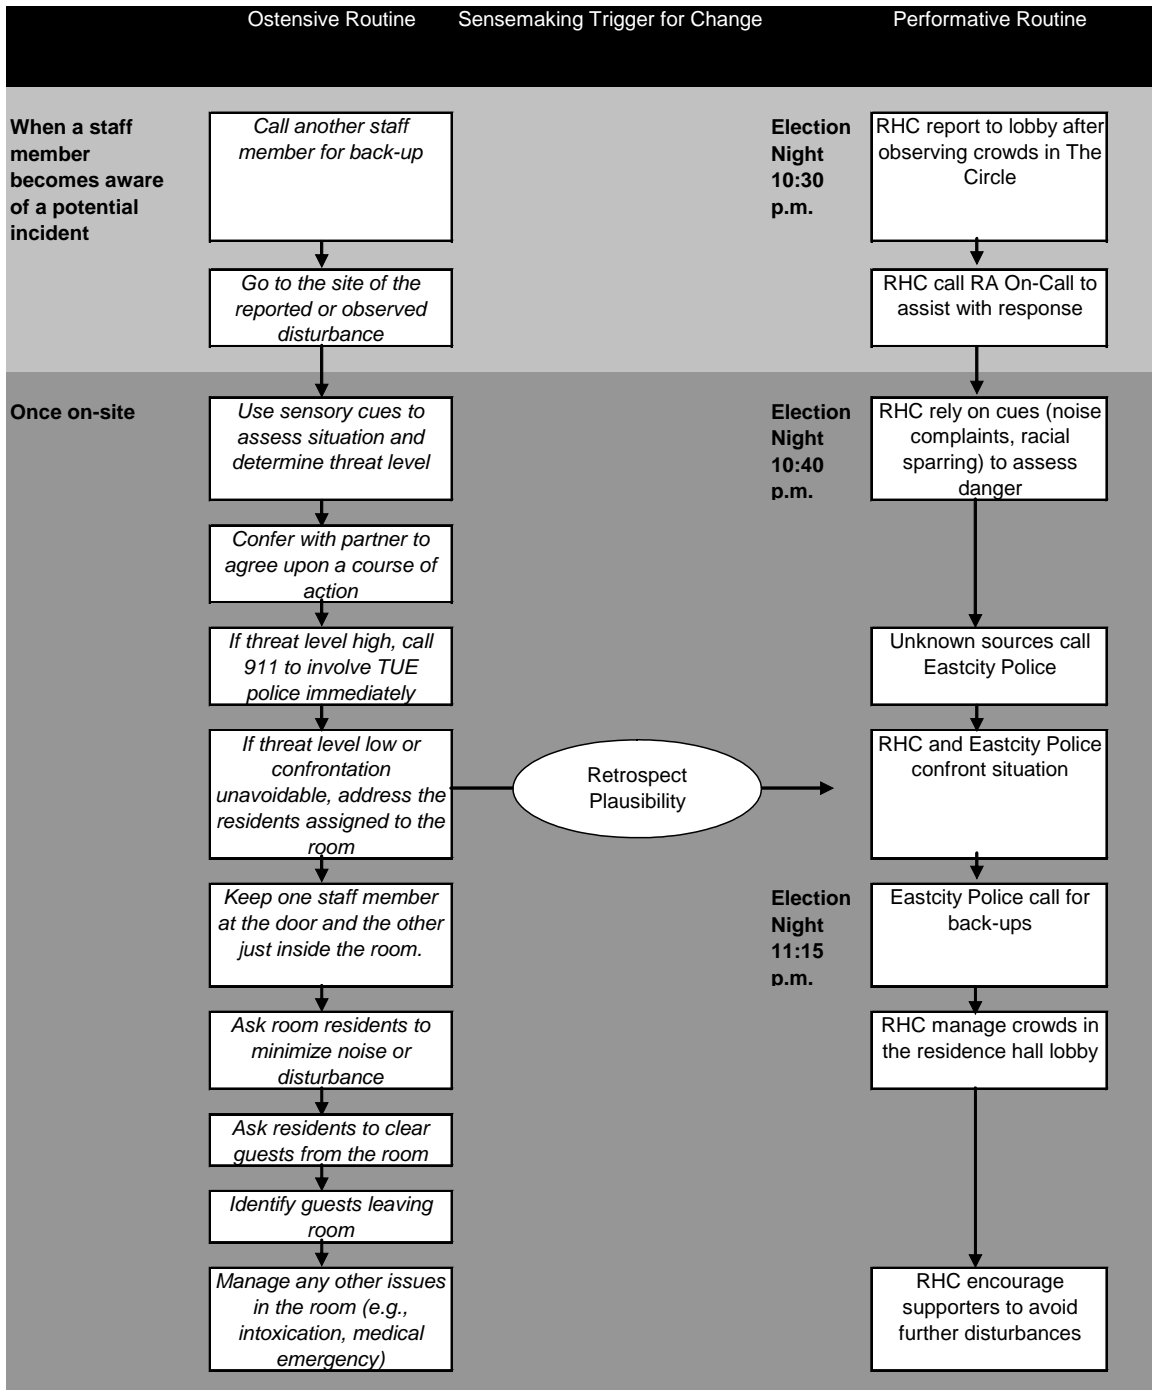 Ostensive Routine
Sensemaking Trigger for Change
Performative Routine
When a staff
member
becomes aware
of a potential
incident
Call another staff
member for back-up
Go to the site of the
reported or observed
disturbance
Election
Night
10:30
p.m.
RHC report to lobby after
observing crowds in The
Circle
RHC call RA On-Call to
assist with response
Once on-site
Use sensory cues to
assess situation and
determine threat level
Confer with partner to
agree upon a course of
action
If threat level high, call
911 to involve TUE
police immediately
If threat level low or
confrontation
unavoidable, address the
residents assigned to the
room
Keep one staff member
at the door and the other
just inside the room.
Ask room residents to
minimize noise or
disturbance
Ask residents to clear
guests from the room
Identify guests leaving
room
Manage any other issues
in the room (e.g.,
intoxication, medical
emergency)
Retrospect
Plausibility
Election
Night
10:40
p.m.
RHC rely on cues (noise
complaints, racial
sparring) to assess
danger
Unknown sources call
Eastcity Police
RHC and Eastcity Police
confront situation
Election
Night
11:15
p.m.
Eastcity Police call for
back-ups
RHC manage crowds in
the residence hall lobby
RHC encourage
supporters to avoid
further disturbances